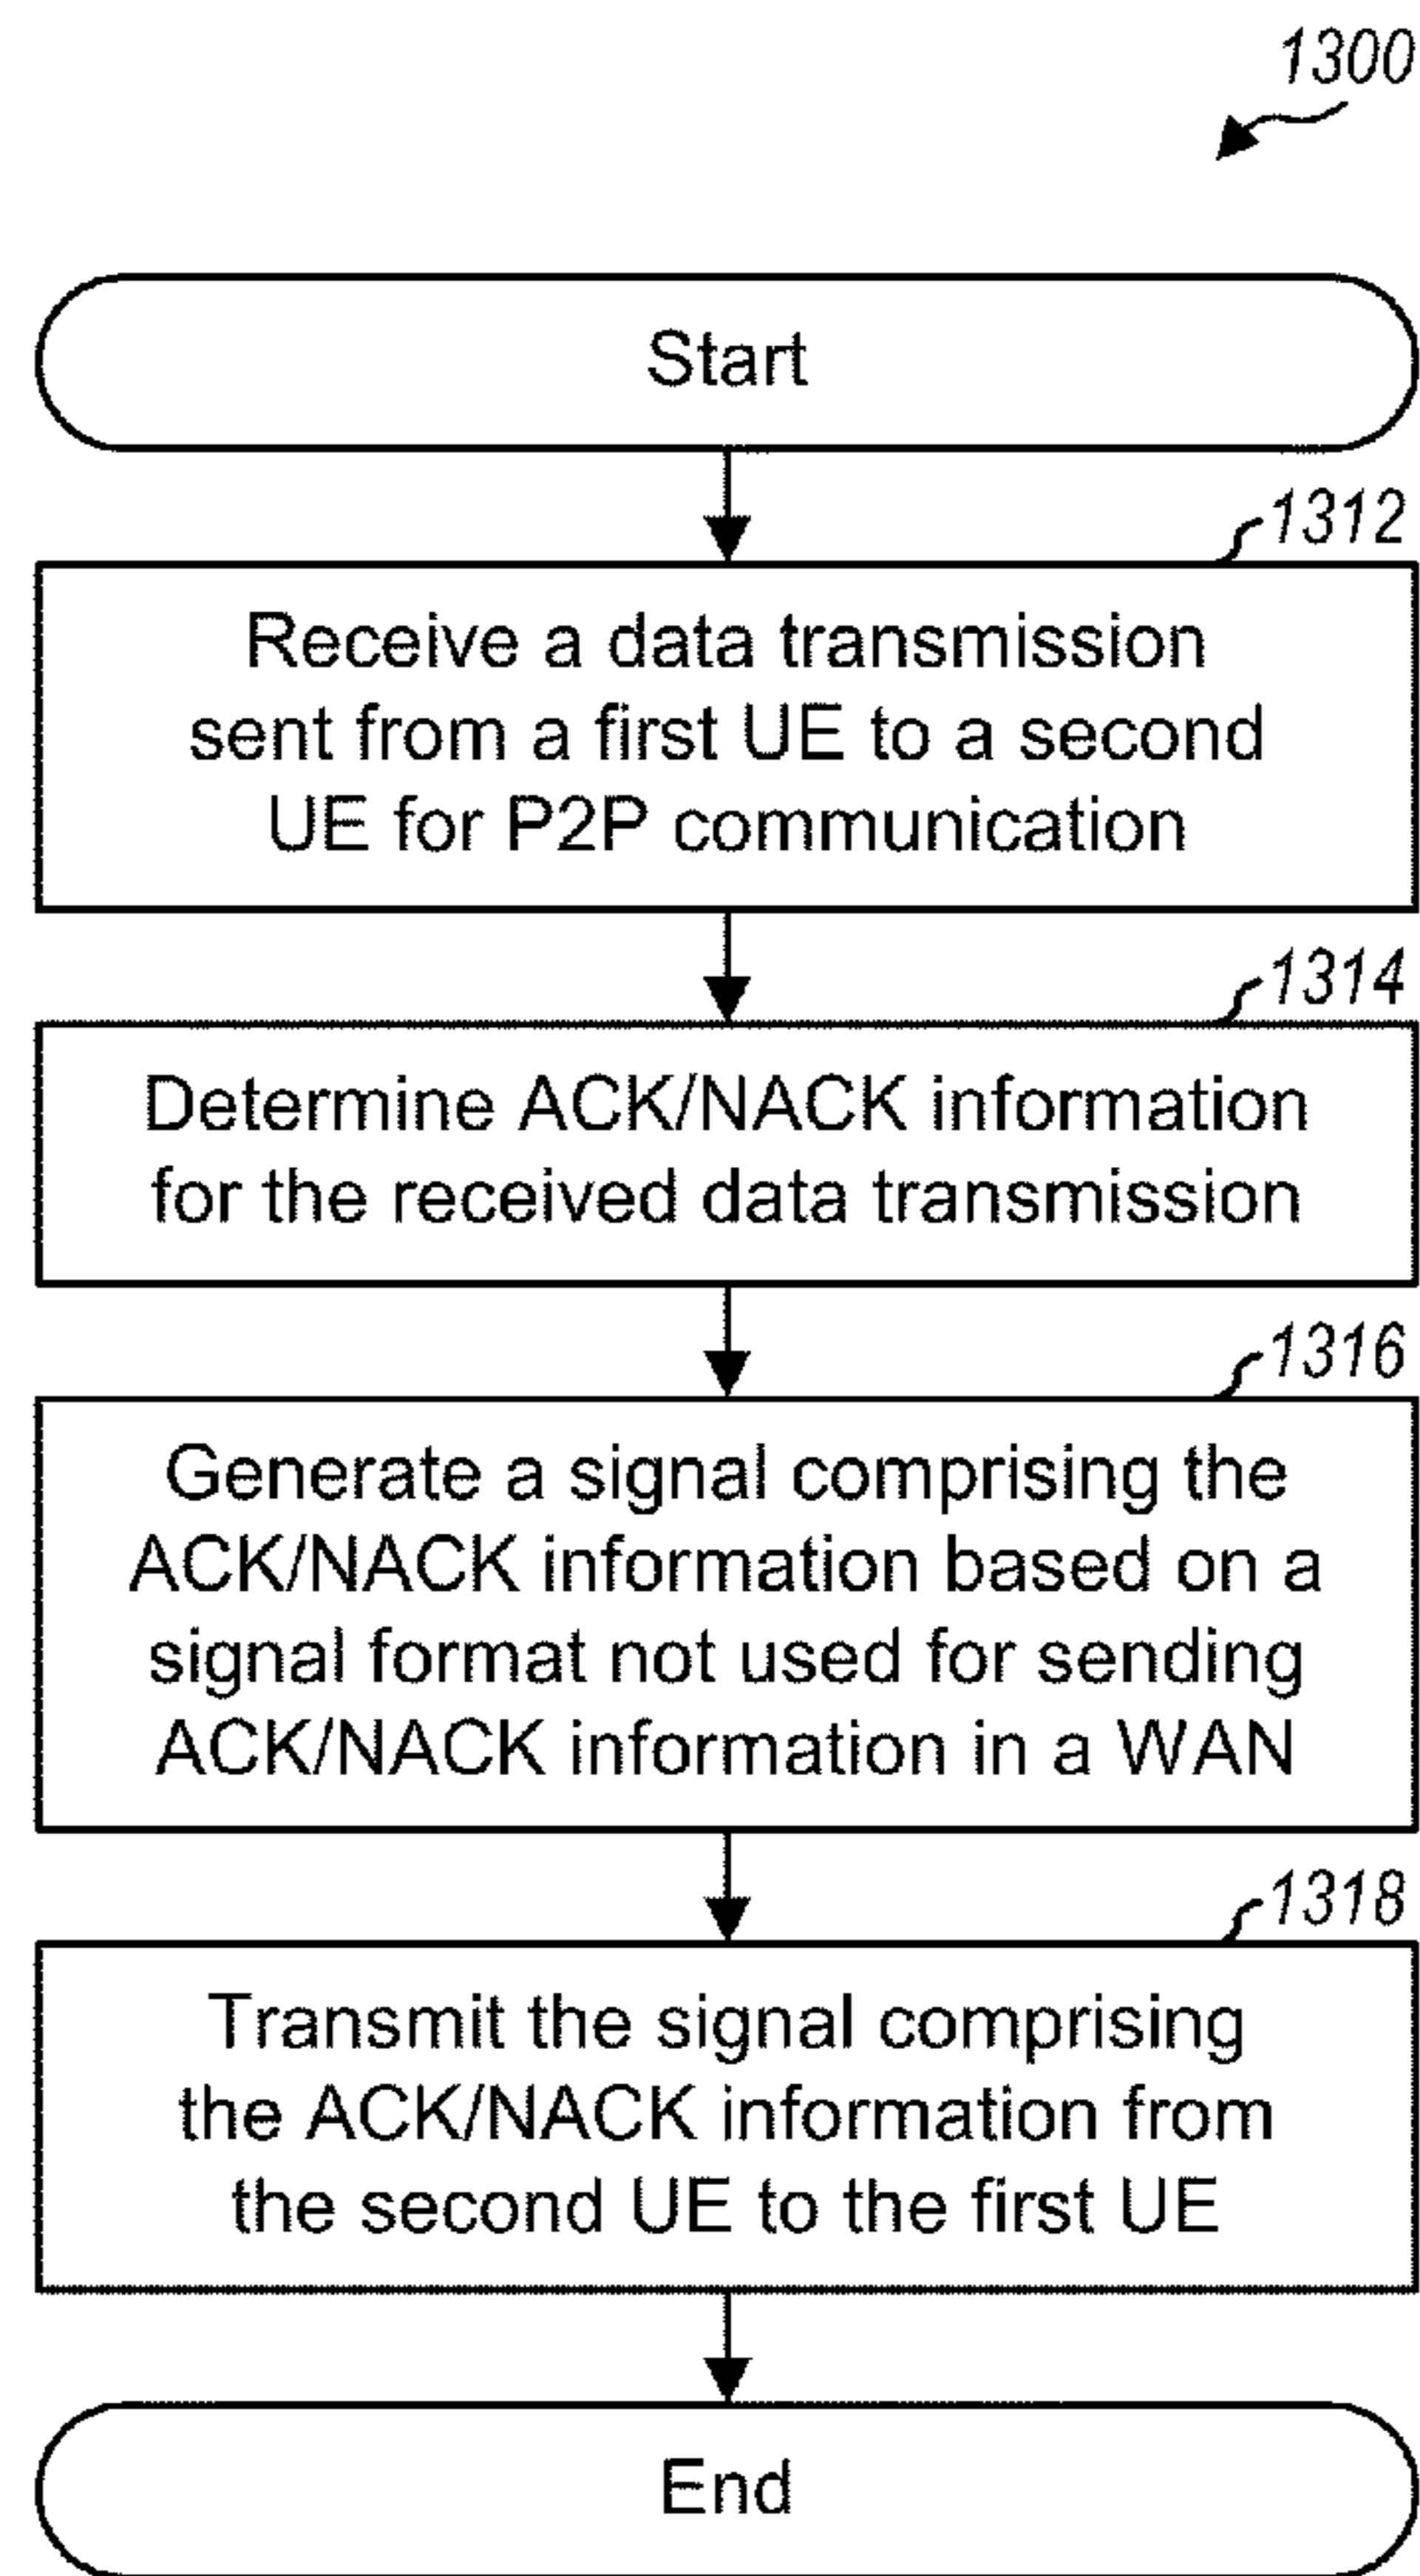 1300
Start
1312
Receive a data transmission
sent from a first UE to a second
UE for P2P communication
1314
Determine ACK/NACK information
for the received data transmission
1316
Generate a signal comprising the
ACK/NACK information based on a
signal format not used for sending
ACK/NACK information in a WAN
1318
Transmit the signal comprising
the ACK/NACK information from
the second UE to the first UE
End